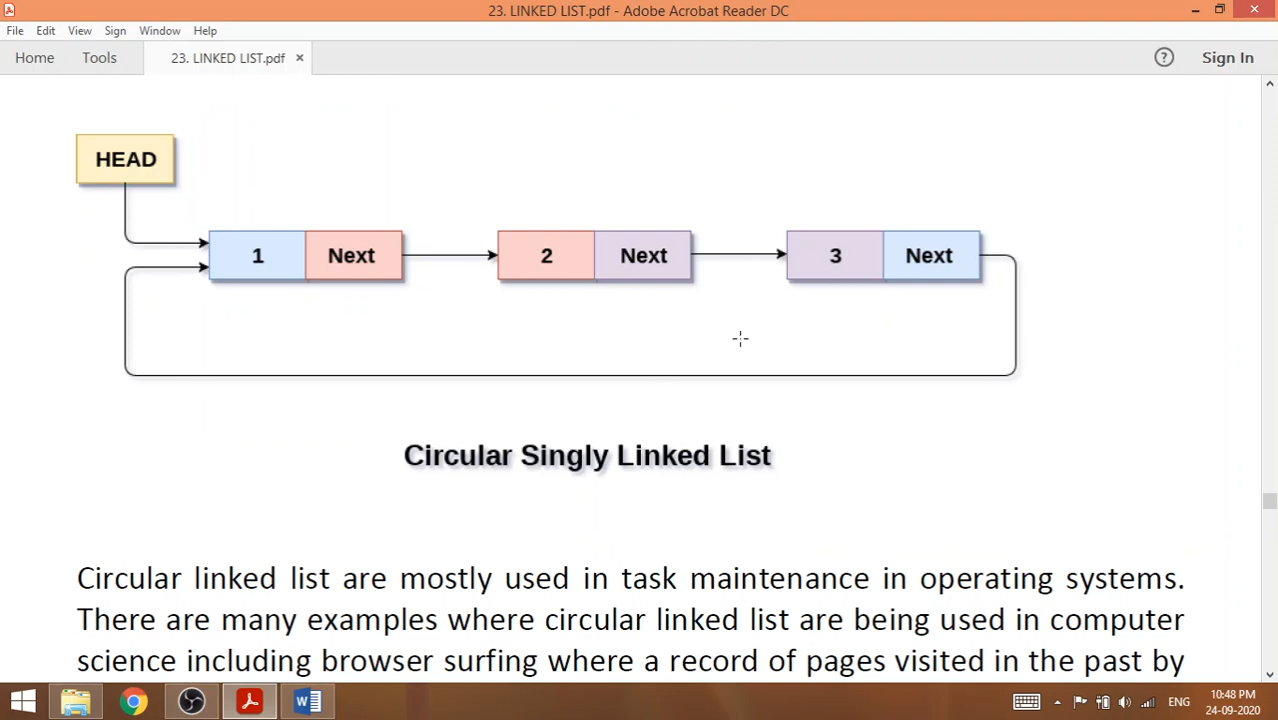 23. LINKED LIST.pdf - Adobe Acrobat Reader DC
File Edit View Sign Window Help
Home Tools 23. LINKED LIST.pdf × ? Sign In
HEAD
1 Next 2 Next 3 Next
Circular Singly Linked List
Circular linked list are mostly used in task maintenance in operating systems.
There are many examples where circular linked list are being used in computer
science including browser surfing where a record of pages visited in the past by
ENG
10:48 PM
24-09-2020